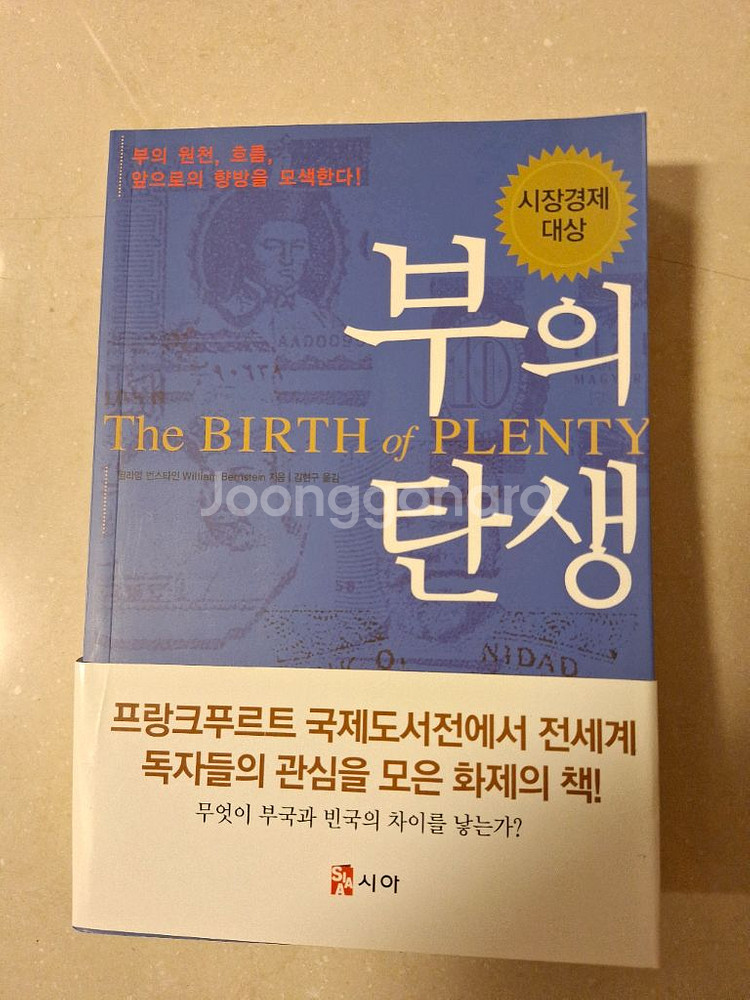 부의 원천, 흐름,
앞으로의 향방을 모색한다!
시장경제
대상
부의
The BIRTH of PLENTY
윌리엄 번스타인 William Bernstein 지음 | 김현구 옮김
Joonggonara
탄생
NIDAD
프랑크푸르트 국제도서전에서 전세계
독자들의 관심을 모은 화제의 책!
무엇이 부국과 빈국의 차이를 낳는가?
SIAA 시아